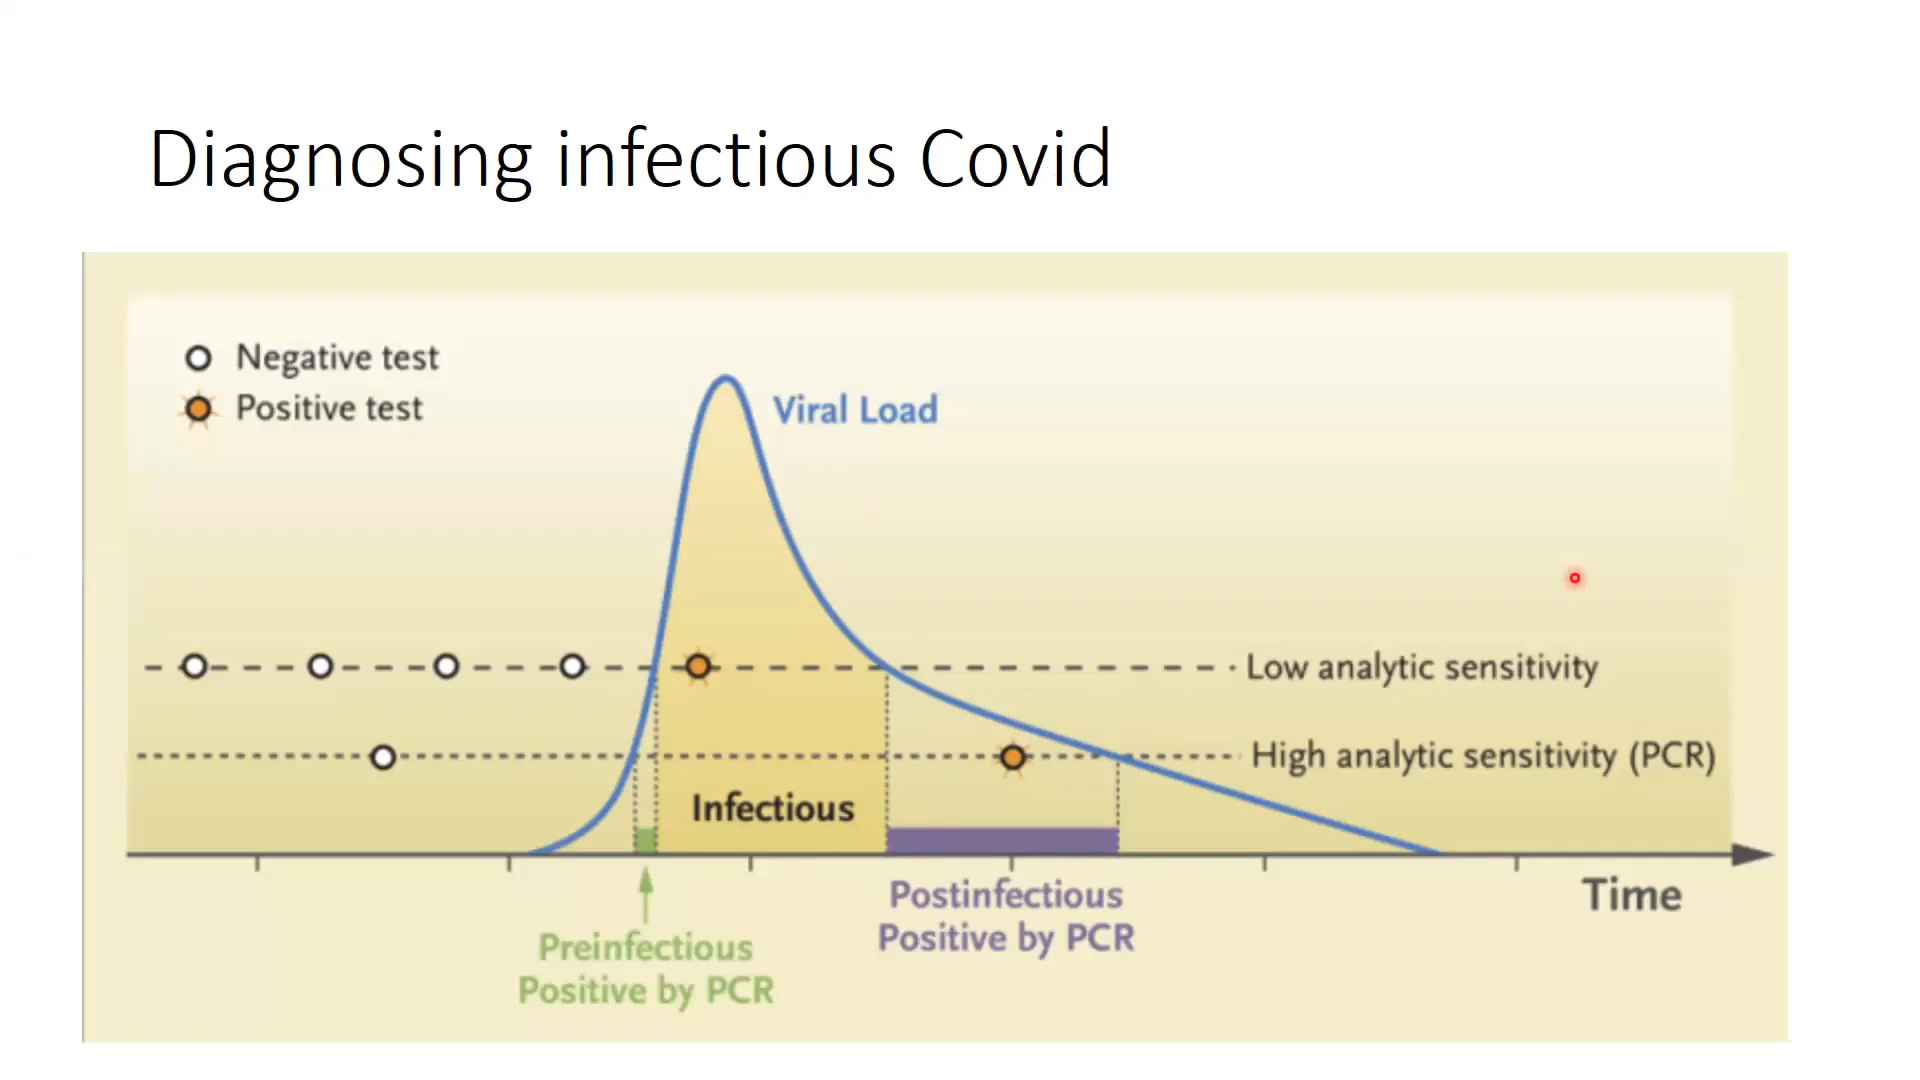 Diagnosing infectious Covid
Negative test
Positive test
Viral Load
Low analytic sensitivity
High analytic sensitivity (PCR)
Infectious
Time
Postinfectious
Positive by PCR
Preinfectious
Positive by PCR